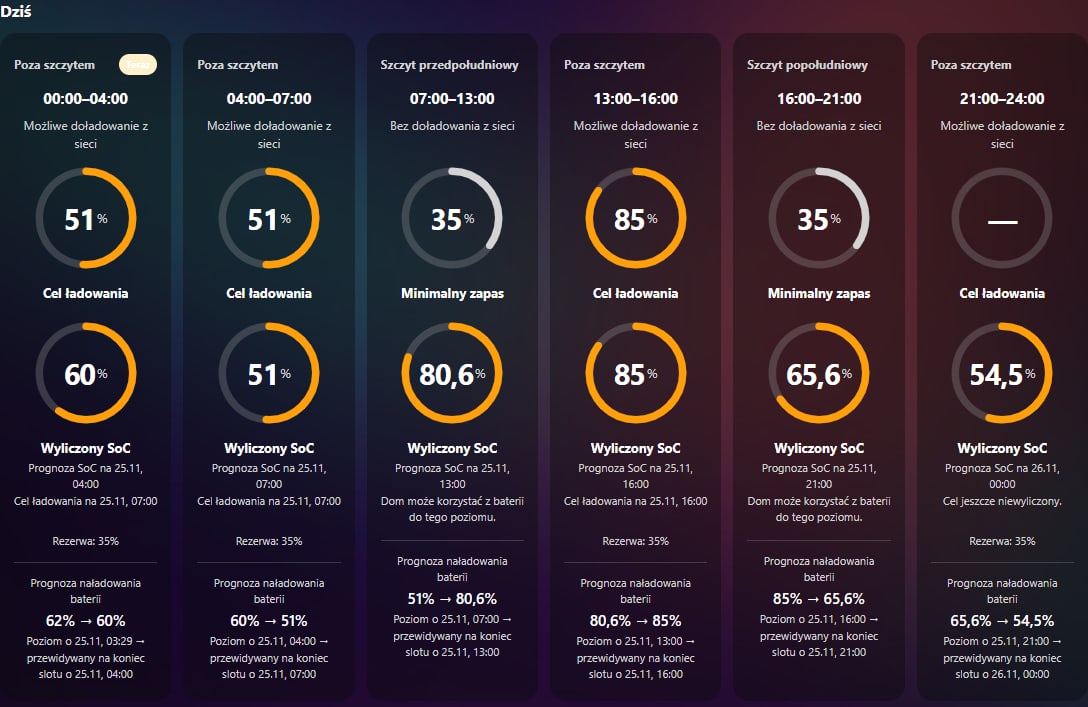 Dziś
Poza szczytem
Teraz
00:00–04:00
Możliwe doładowanie z
sieci
51%
Cel ładowania
60%
Wyliczony SoC
Prognoza SoC na 25.11,
04:00
Cel ładowania na 25.11, 07:00
Rezerwa: 35%
Prognoza naładowania
baterii
62% → 60%
Poziom o 25.11, 03:29 →
przewidywany na koniec
slotu o 25.11, 04:00
Poza szczytem
04:00–07:00
Możliwe doładowanie z
sieci
51%
Cel ładowania
51%
Wyliczony SoC
Prognoza SoC na 25.11,
07:00
Cel ładowania na 25.11, 07:00
Rezerwa: 35%
Prognoza naładowania
baterii
60% → 51%
Poziom o 25.11, 04:00 →
przewidywany na koniec
slotu o 25.11, 07:00
Szczyt przedpołudniowy
07:00–13:00
Bez doładowania z sieci
35%
Minimalny zapas
80,6%
Wyliczony SoC
Prognoza SoC na 25.11,
13:00
Dom może korzystać z baterii
do tego poziomu.
Prognoza naładowania
baterii
51% → 80,6%
Poziom o 25.11, 07:00 →
przewidywany na koniec
slotu o 25.11, 13:00
Poza szczytem
13:00–16:00
Możliwe doładowanie z
sieci
85%
Cel ładowania
85%
Wyliczony SoC
Prognoza SoC na 25.11,
16:00
Cel ładowania na 25.11, 16:00
Rezerwa: 35%
Prognoza naładowania
baterii
80,6% → 85%
Poziom o 25.11, 13:00 →
przewidywany na koniec
slotu o 25.11, 16:00
Szczyt popołudniowy
16:00–21:00
Bez doładowania z sieci
35%
Minimalny zapas
65,6%
Wyliczony SoC
Prognoza SoC na 25.11,
21:00
Dom może korzystać z baterii
do tego poziomu.
Prognoza naładowania
baterii
85% → 65,6%
Poziom o 25.11, 16:00 →
przewidywany na koniec
slotu o 25.11, 21:00
Poza szczytem
21:00–24:00
Możliwe doładowanie z
sieci
—
Cel ładowania
54,5%
Wyliczony SoC
Prognoza SoC na 26.11,
00:00
Cel jeszcze niewyliczony.
Rezerwa: 35%
Prognoza naładowania
baterii
65,6% → 54,5%
Poziom o 25.11, 21:00 →
przewidywany na koniec
slotu o 26.11, 00:00